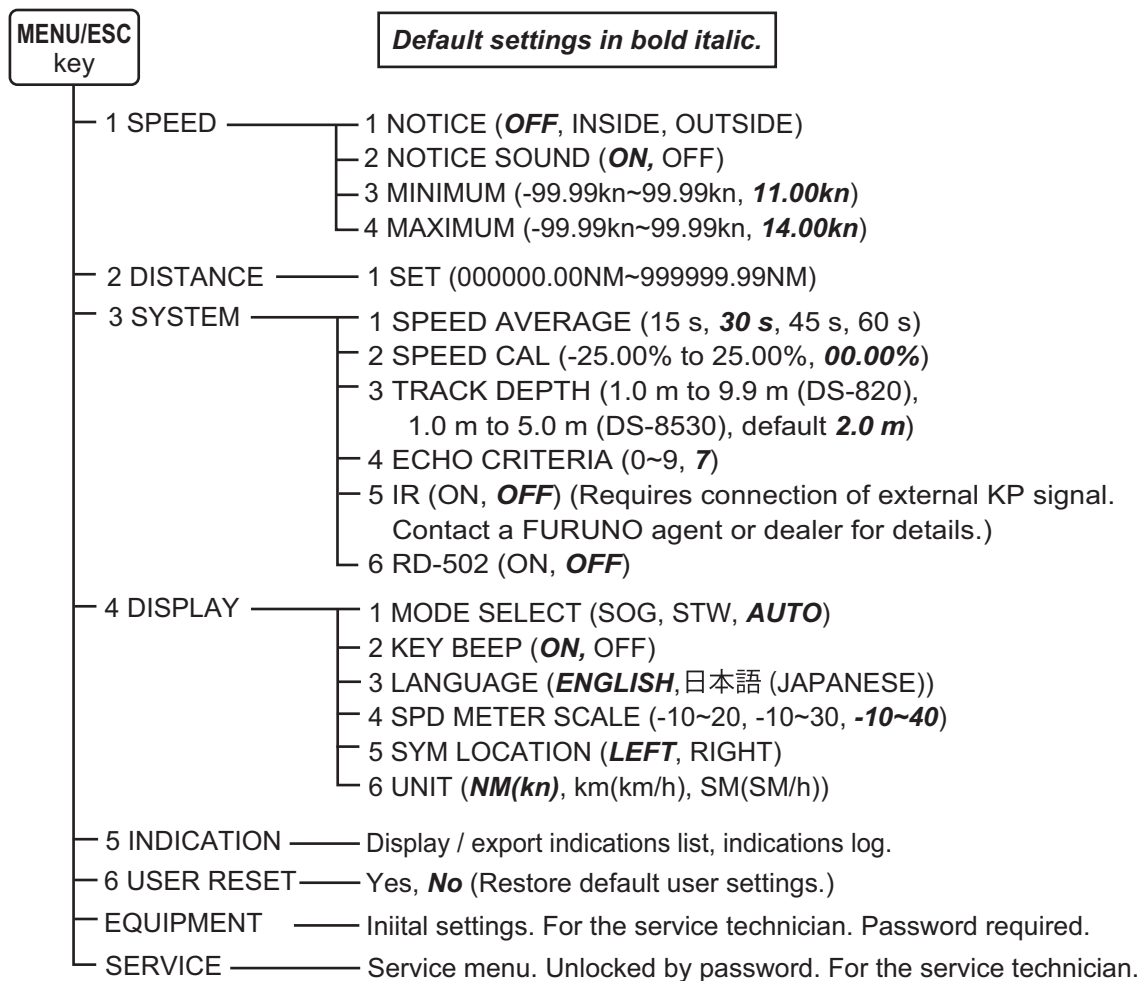 MENU/ESC
key
Default settings in bold italic.
1 SPEED
1 NOTICE (OFF, INSIDE, OUTSIDE)
2 NOTICE SOUND (ON, OFF)
3 MINIMUM (-99.99kn~99.99kn, 11.00kn)
4 MAXIMUM (-99.99kn~99.99kn, 14.00kn)
2 DISTANCE
1 SET (000000.00NM~999999.99NM)
3 SYSTEM
1 SPEED AVERAGE (15 s, 30 s, 45 s, 60 s)
2 SPEED CAL (-25.00% to 25.00%, 00.00%)
3 TRACK DEPTH (1.0 m to 9.9 m (DS-820),
1.0 m to 5.0 m (DS-8530), default 2.0 m)
4 ECHO CRITERIA (0~9, 7)
5 IR (ON, OFF) (Requires connection of external KP signal.
Contact a FURUNO agent or dealer for details.)
6 RD-502 (ON, OFF)
4 DISPLAY
1 MODE SELECT (SOG, STW, AUTO)
2 KEY BEEP (ON, OFF)
3 LANGUAGE (ENGLISH,日本語 (JAPANESE))
4 SPD METER SCALE (-10~20, -10~30, -10~40)
5 SYM LOCATION (LEFT, RIGHT)
6 UNIT (NM(kn), km(km/h), SM(SM/h))
5 INDICATION
Display / export indications list, indications log.
6 USER RESET
Yes, No (Restore default user settings.)
EQUIPMENT
Iniital settings. For the service technician. Password required.
SERVICE
Service menu. Unlocked by password. For the service technician.